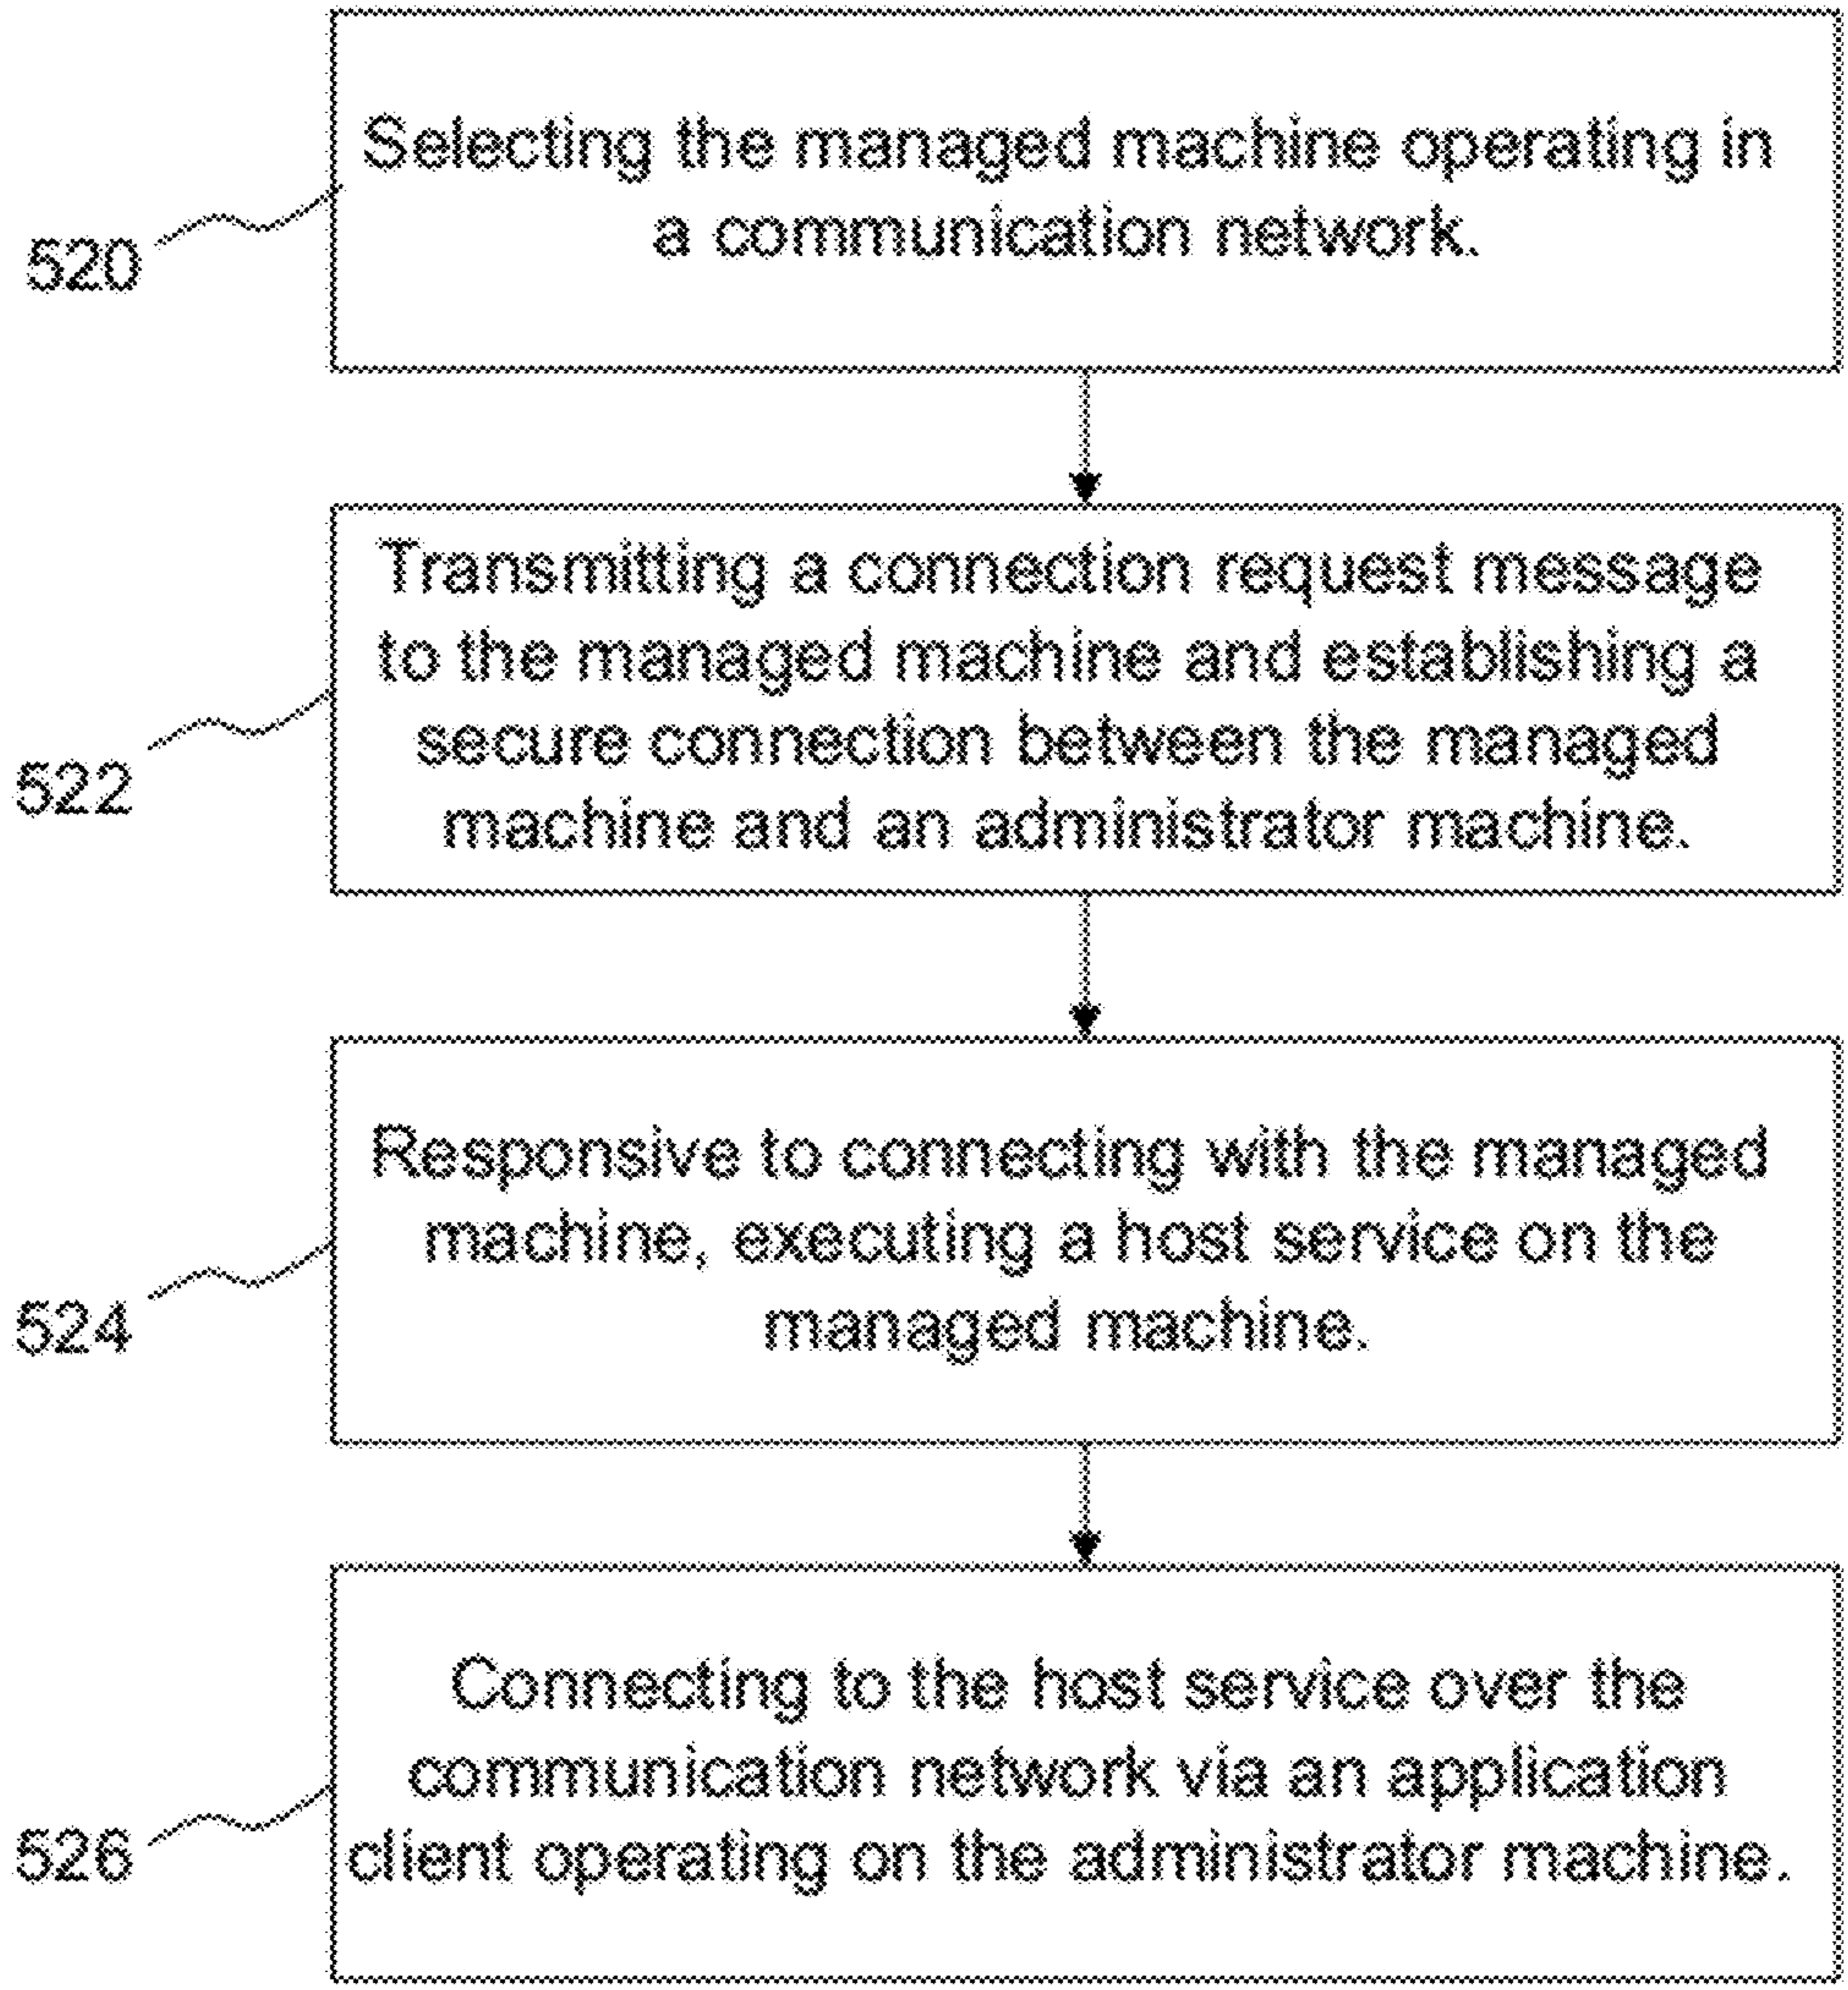 Selecting the managed machine operating in
a communication network.
520
Transmitting a connection request message
to the managed machine and establishing a
secure connection between the managed
machine and an administrator machine.
522
Responsive to connecting with the managed
machine, executing a host service on the
managed machine.
524
Connecting to the host service over the
communication network via an application
client operating on the administrator machine.
526